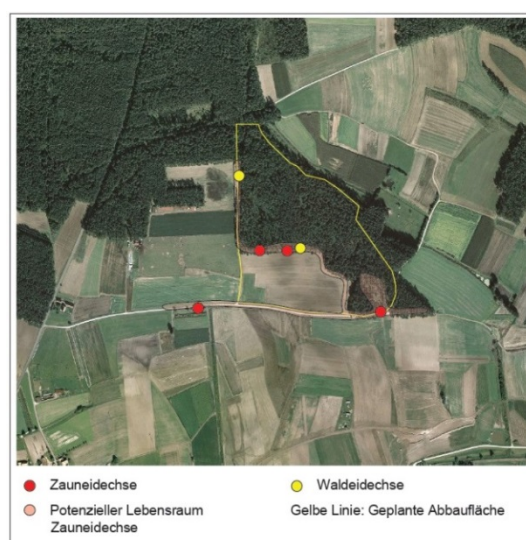 Zauneidechse
Waldeidechse
Potenzieller Lebensraum
Zauneidechse
Gelbe Linie: Geplante Abbaufläche